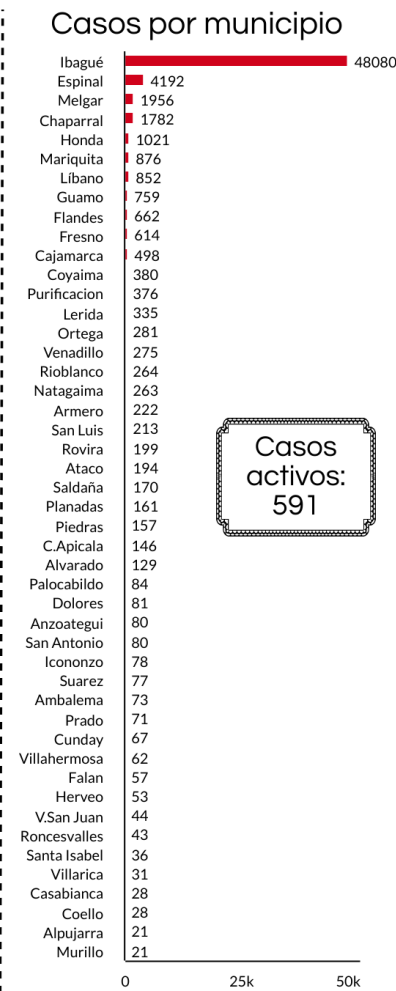 Casos por municipio
Ibagué 48080
Espinal 4192
Melgar 1956
Chaparral 1782
Honda 1021
Mariquita 876
Líbano 852
Guamo 759
Flandes 662
Fresno 614
Cajamarca 498
Coyaima 380
Purificacion 376
Lerida 335
Ortega 281
Venadillo 275
Rioblanco 264
Natagaima 263
Armero 222
San Luis 213
Rovira 199
Ataco 194
Saldaña 170
Planadas 161
Piedras 157
C.Apicala 146
Alvarado 129
Palocabildo 84
Dolores 81
Anzoategui 80
San Antonio 80
Icononzo 78
Suarez 77
Ambalema 73
Prado 71
Cunday 67
Villahermosa 62
Falan 57
Herveo 53
V.San Juan 44
Roncesvalles 43
Santa Isabel 36
Villarica 31
Casabianca 28
Coello 28
Alpujarra 21
Murillo 21
0 25k 50k
Casos
activos:
591